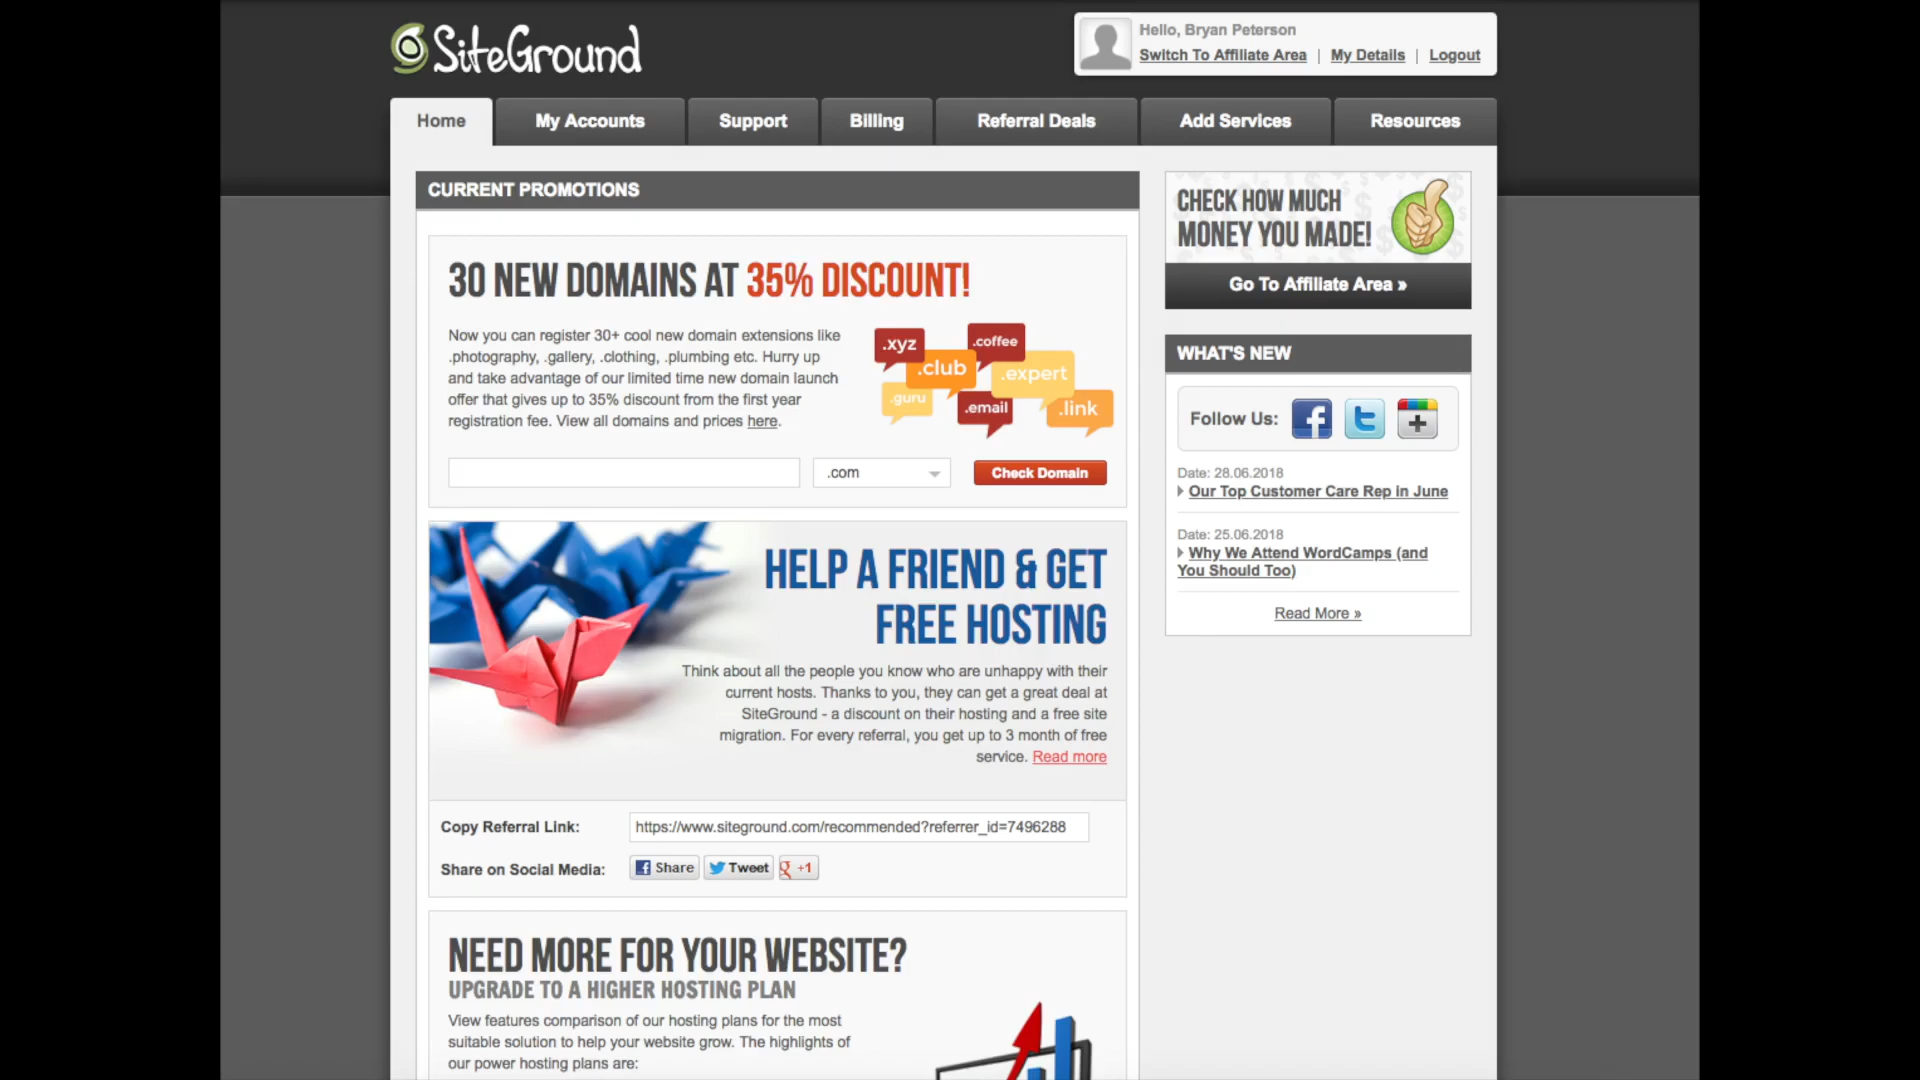 SiteGround
Hello, Bryan Peterson
Switch To Affiliate Area | My Details | Logout
Home My Accounts Support Billing Referral Deals Add Services Resources
CURRENT PROMOTIONS
30 NEW DOMAINS AT 35% DISCOUNT!
Now you can register 30+ cool new domain extensions like
.photography, .gallery, .clothing, .plumbing etc. Hurry up
and take advantage of our limited time new domain launch
offer that gives up to 35% discount from the first year
registration fee. View all domains and prices here.
.xyz
.coffee
.club
.expert
.guru
.email
.link
.com
Check Domain
HELP A FRIEND & GET
FREE HOSTING
Think about all the people you know who are unhappy with their
current hosts. Thanks to you, they can get a great deal at
SiteGround - a discount on their hosting and a free site
migration. For every referral, you get up to 3 month of free
service. Read more
Copy Referral Link: https://www.siteground.com/recommended?referrer_id=7496288
Share on Social Media: Share Tweet +1
NEED MORE FOR YOUR WEBSITE?
UPGRADE TO A HIGHER HOSTING PLAN
View features comparison of our hosting plans for the most
suitable solution to help your website grow. The highlights of
our power hosting plans are:
CHECK HOW MUCH
MONEY YOU MADE!
Go To Affiliate Area »
WHAT'S NEW
Follow Us:
Date: 28.06.2018
Our Top Customer Care Rep in June
Date: 25.06.2018
Why We Attend WordCamps (and
You Should Too)
Read More »